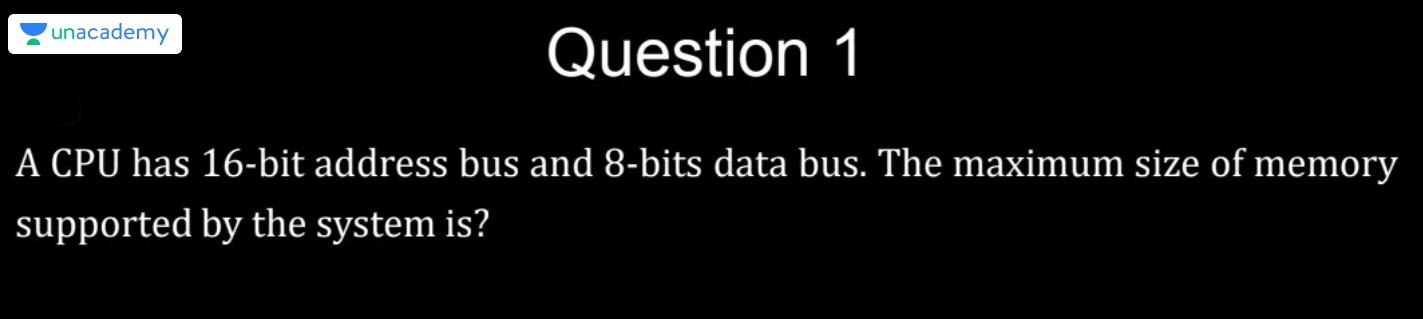 unacademy
Question 1
A CPU has 16-bit address bus and 8-bits data bus. The maximum size of memory
supported by the system is?